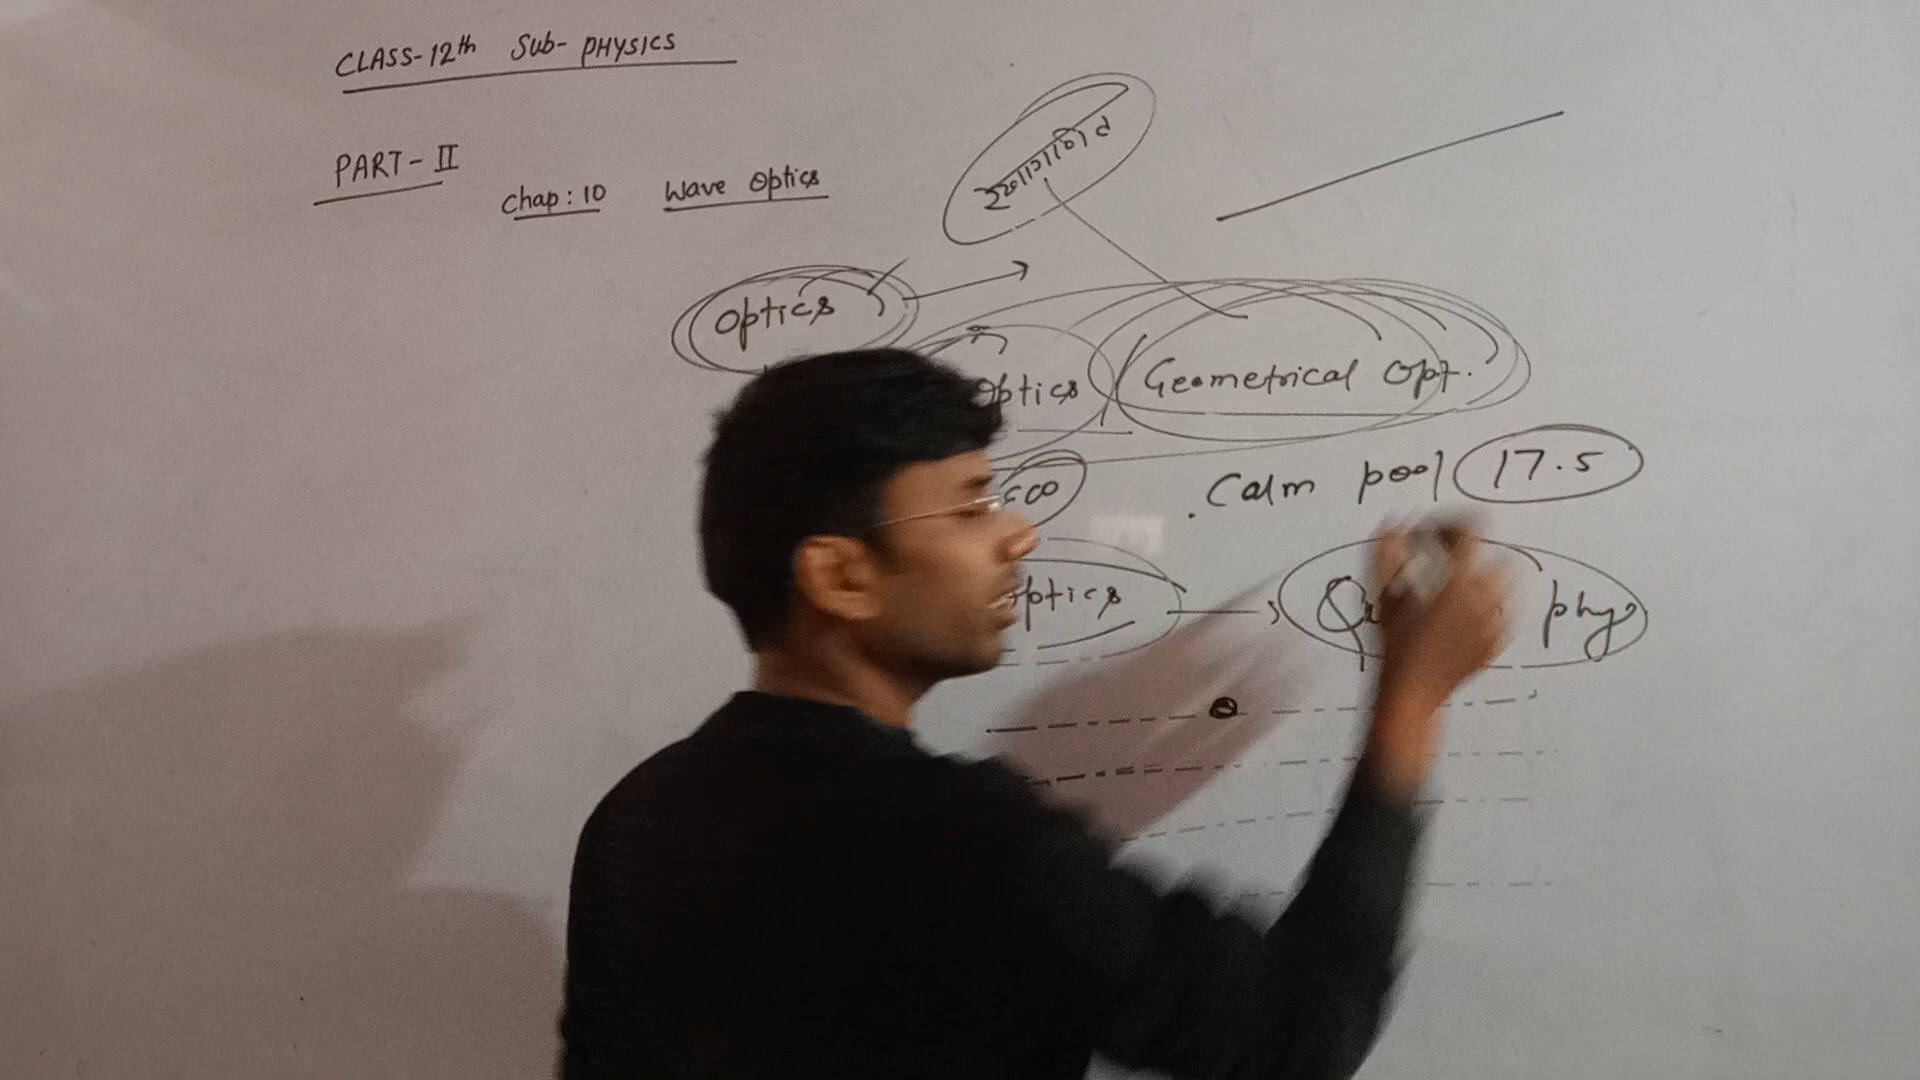 CLASS-12th Sub- PHYSICS
PART-II
Chap: 10 Wave Optics
रेखागणित
Optics
Optics Geometrical Opt.
Calm pool 17.5
phy